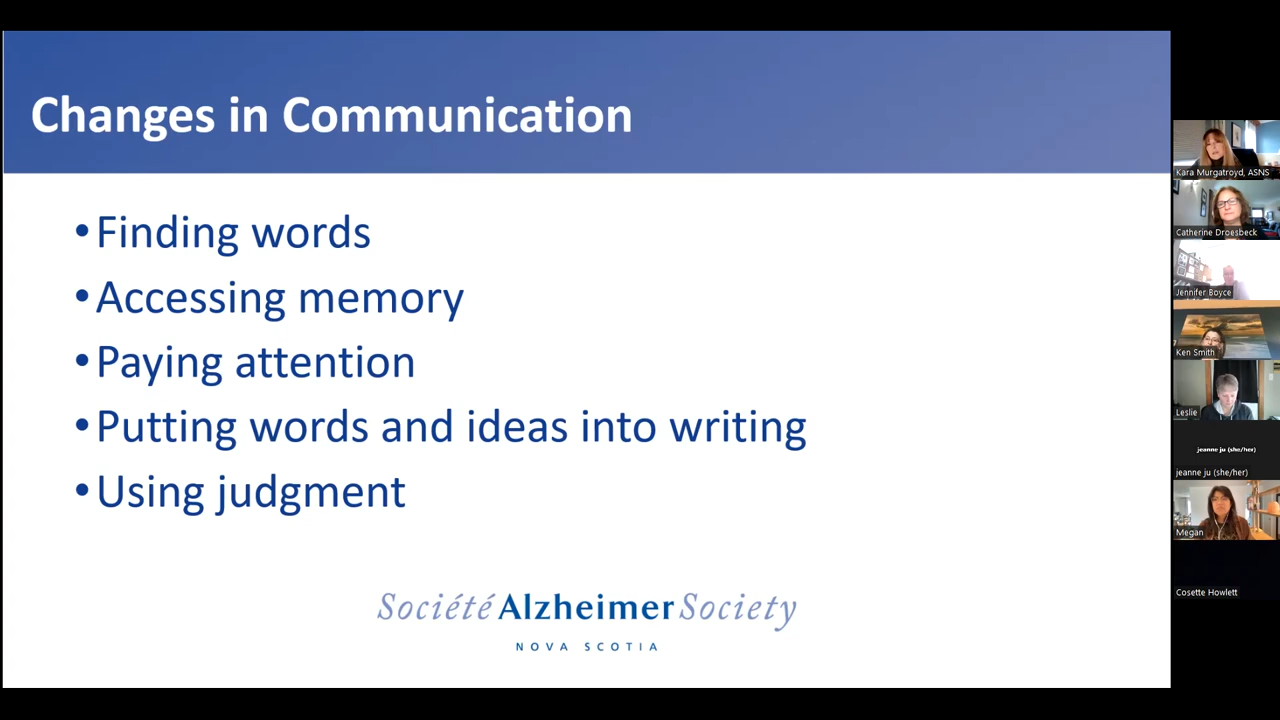 Changes in Communication
•Finding words
•Accessing memory
•Paying attention
•Putting words and ideas into writing
•Using judgment
Société Alzheimer Society
NOVA SCOTIA
Kara Murgatroyd, ASNS
Catherine Droesbeck
Jennifer Boyce
Ken Smith
Leslie
jeanne ju (she/her)
jeanne ju (she/her)
Megan
Cosette Howlett